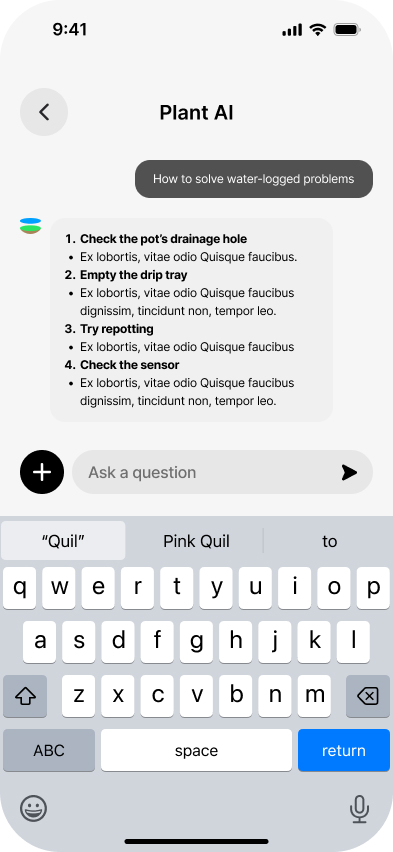 9:41
Plant AI
How to solve water-logged problems
1. Check the pot's drainage hole
• Ex lobortis, vitae odio Quisque faucibus.
2. Empty the drip tray
• Ex lobortis, vitae odio Quisque faucibus
dignissim, tincidunt non, tempor leo.
3. Try repotting
• Ex lobortis, vitae odio Quisque faucibus
4. Check the sensor
• Ex lobortis, vitae odio Quisque faucibus
dignissim, tincidunt non, tempor leo.
Ask a question
“Quil” Pink Quil to
q w e r t y u i o p
a s d f g h j k l
z x c v b n m
ABC space return